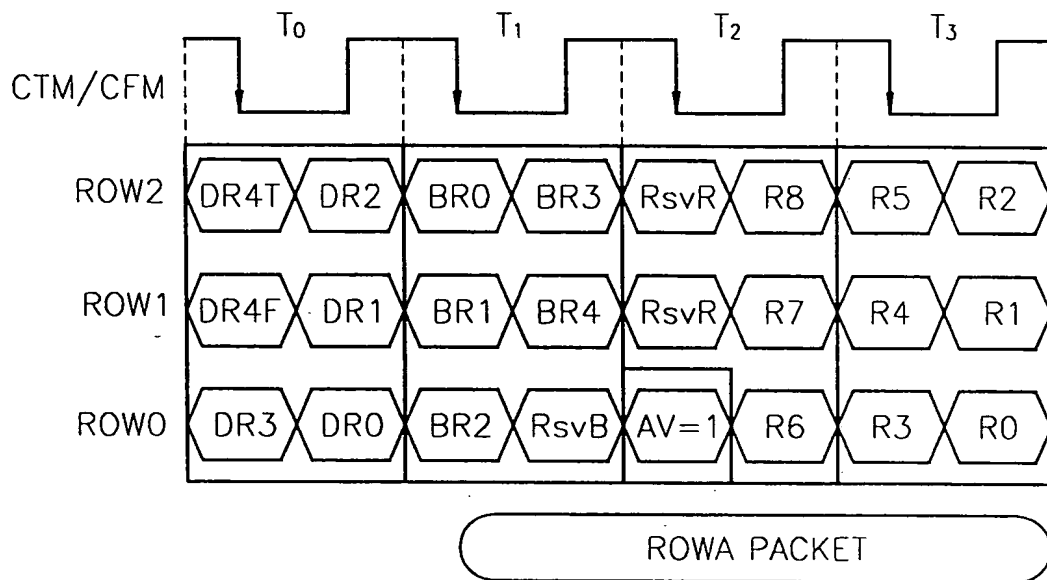 T0 T1 T2 T3
CTM/CFM
ROW2 DR4T DR2 BR0 BR3 RsvR R8 R5 R2
ROW1 DR4F DR1 BR1 BR4 RsvR R7 R4 R1
ROW0 DR3 DR0 BR2 RsvB AV=1 R6 R3 R0
ROWA PACKET